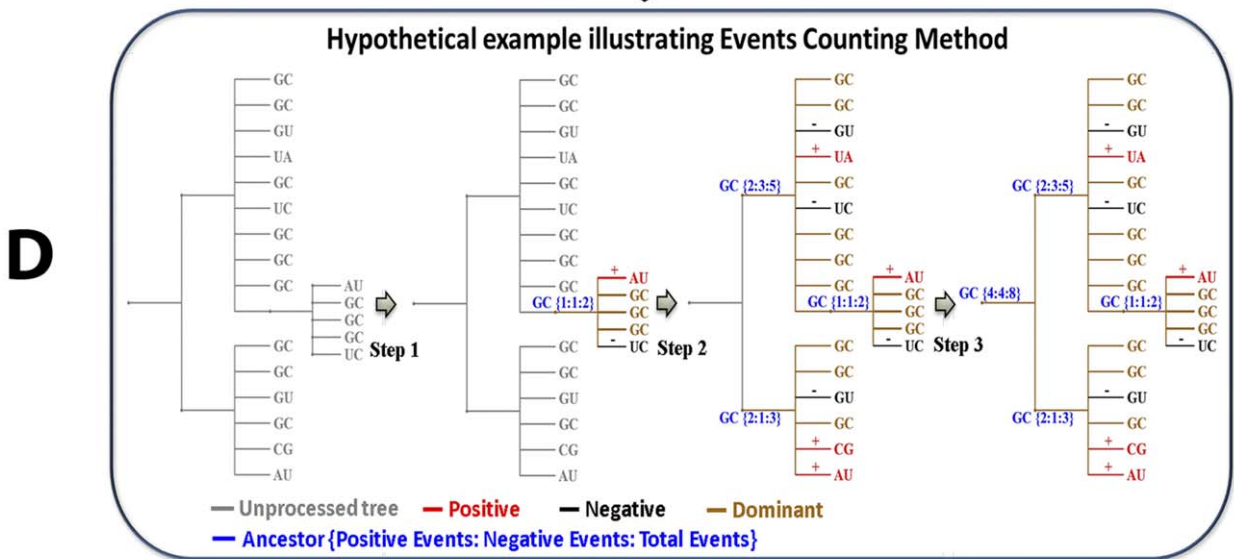 D
Hypothetical example illustrating Events Counting Method
GC
GC
GU
UA
GC
UC
GC
GC
GC
AU
GC
GC
GC
UC
GC
GC
GU
GC
CG
AU
Step 1
GC
GC
GU
UA
GC
UC
GC
GC
GC
GC {1:1:2}
+ AU
GC
GC
GC
- UC
GC
GC
GU
GC
CG
AU
Step 2
GC {2:3:5}
GC
GC
- GU
+ UA
GC
- UC
GC
GC
GC
GC {1:1:2}
+ AU
GC
GC
GC
- UC
GC {2:1:3}
GC
GC
- GU
GC
+ CG
+ AU
Step 3
GC {4:4:8}
GC {2:3:5}
GC
GC
- GU
+ UA
GC
- UC
GC
GC
GC
GC {1:1:2}
+ AU
GC
GC
GC
- UC
GC {2:1:3}
GC
GC
- GU
GC
+ CG
+ AU
Unprocessed tree Positive Negative Dominant
Ancestor {Positive Events: Negative Events: Total Events}